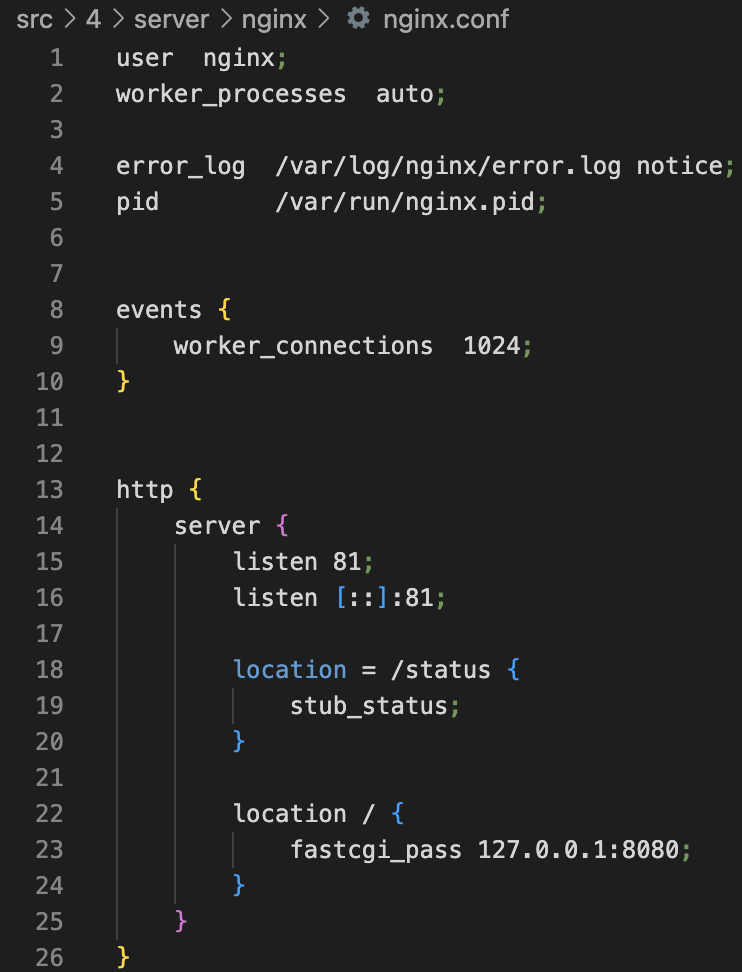 src > 4 > server > nginx > nginx.conf
1 user  nginx;
2 worker_processes  auto;
3
4 error_log  /var/log/nginx/error.log notice;
5 pid        /var/run/nginx.pid;
6
7
8 events {
9     worker_connections  1024;
10 }
11
12
13 http {
14     server {
15         listen 81;
16         listen [::]:81;
17
18         location = /status {
19             stub_status;
20         }
21
22         location / {
23             fastcgi_pass 127.0.0.1:8080;
24         }
25     }
26 }